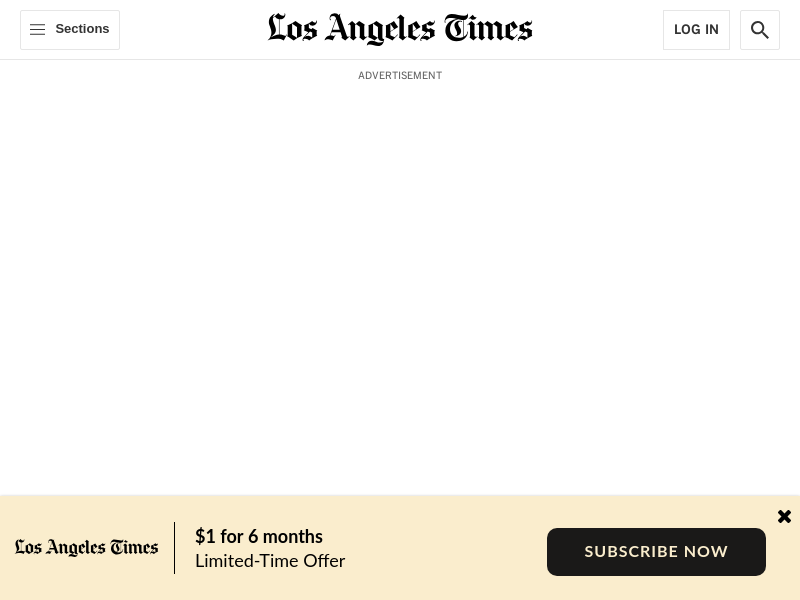 Sections
Los Angeles Times
LOG IN
ADVERTISEMENT
Los Angeles Times
$1 for 6 months
Limited-Time Offer
SUBSCRIBE NOW